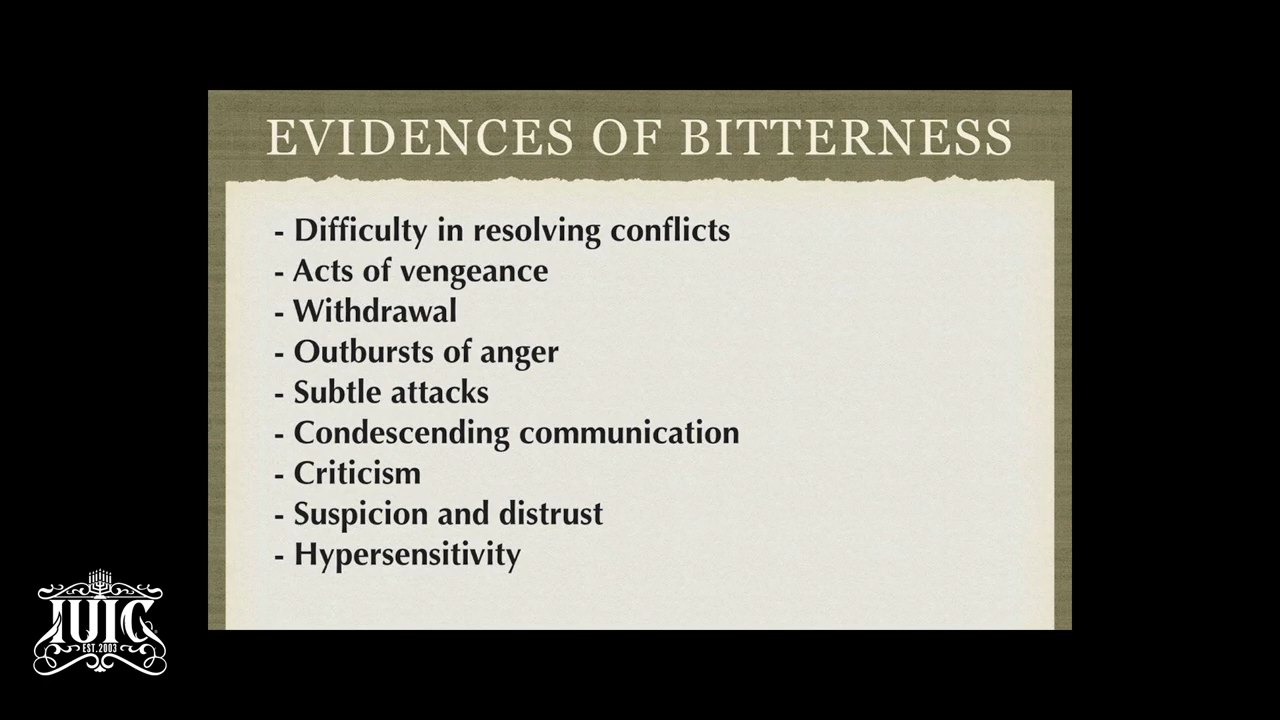 EVIDENCES OF BITTERNESS
- Difficulty in resolving conflicts
- Acts of vengeance
- Withdrawal
- Outbursts of anger
- Subtle attacks
- Condescending communication
- Criticism
- Suspicion and distrust
- Hypersensitivity
IUIC
EST.2003